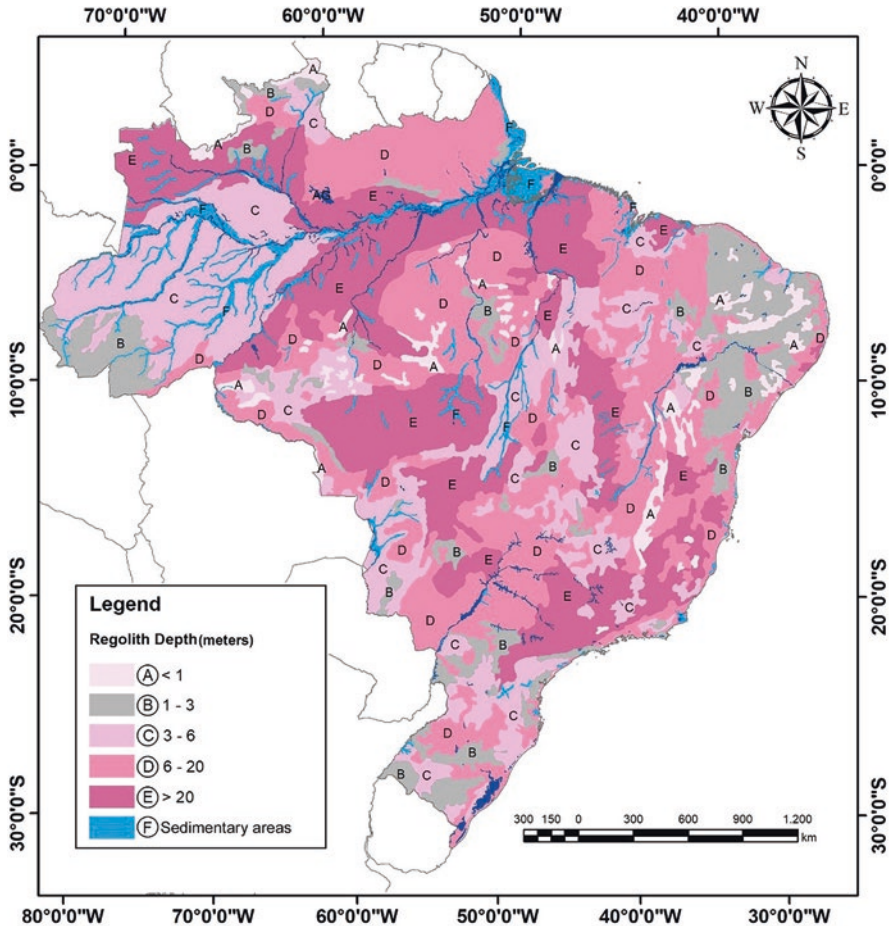 70°0'0"W 60°0'0"W 50°0'0"W 40°0'0"W
N
W E
S
0°0'0"
10°0'0"S
20°0'0"S
30°0'0"S
0°0'0"
10°0'0"S
20°0'0"S
30°0'0"S
A
B
D
C
A
B
E
D
F
AG
E
F
F
C
F
E
D
C
D
E
A
C
B
E
D
A
B
C
D
F
A
D
E
B
D
A
D
C
B
A
A
D
D
A
D
C
E
F
C
F
D
E
C
A
D
B
A
D
E
C
B
E
B
D
A
D
D
B
E
D
C
C
B
E
C
D
C
B
C
D
B
B
C
Legend
Regolith Depth(meters)
A < 1
B 1 - 3
C 3 - 6
D 6 - 20
E > 20
F Sedimentary areas
300 150 0 300 600 900 1.200
km
80°0'0"W 70°0'0"W 60°0'0"W 50°0'0"W 40°0'0"W 30°0'0"W